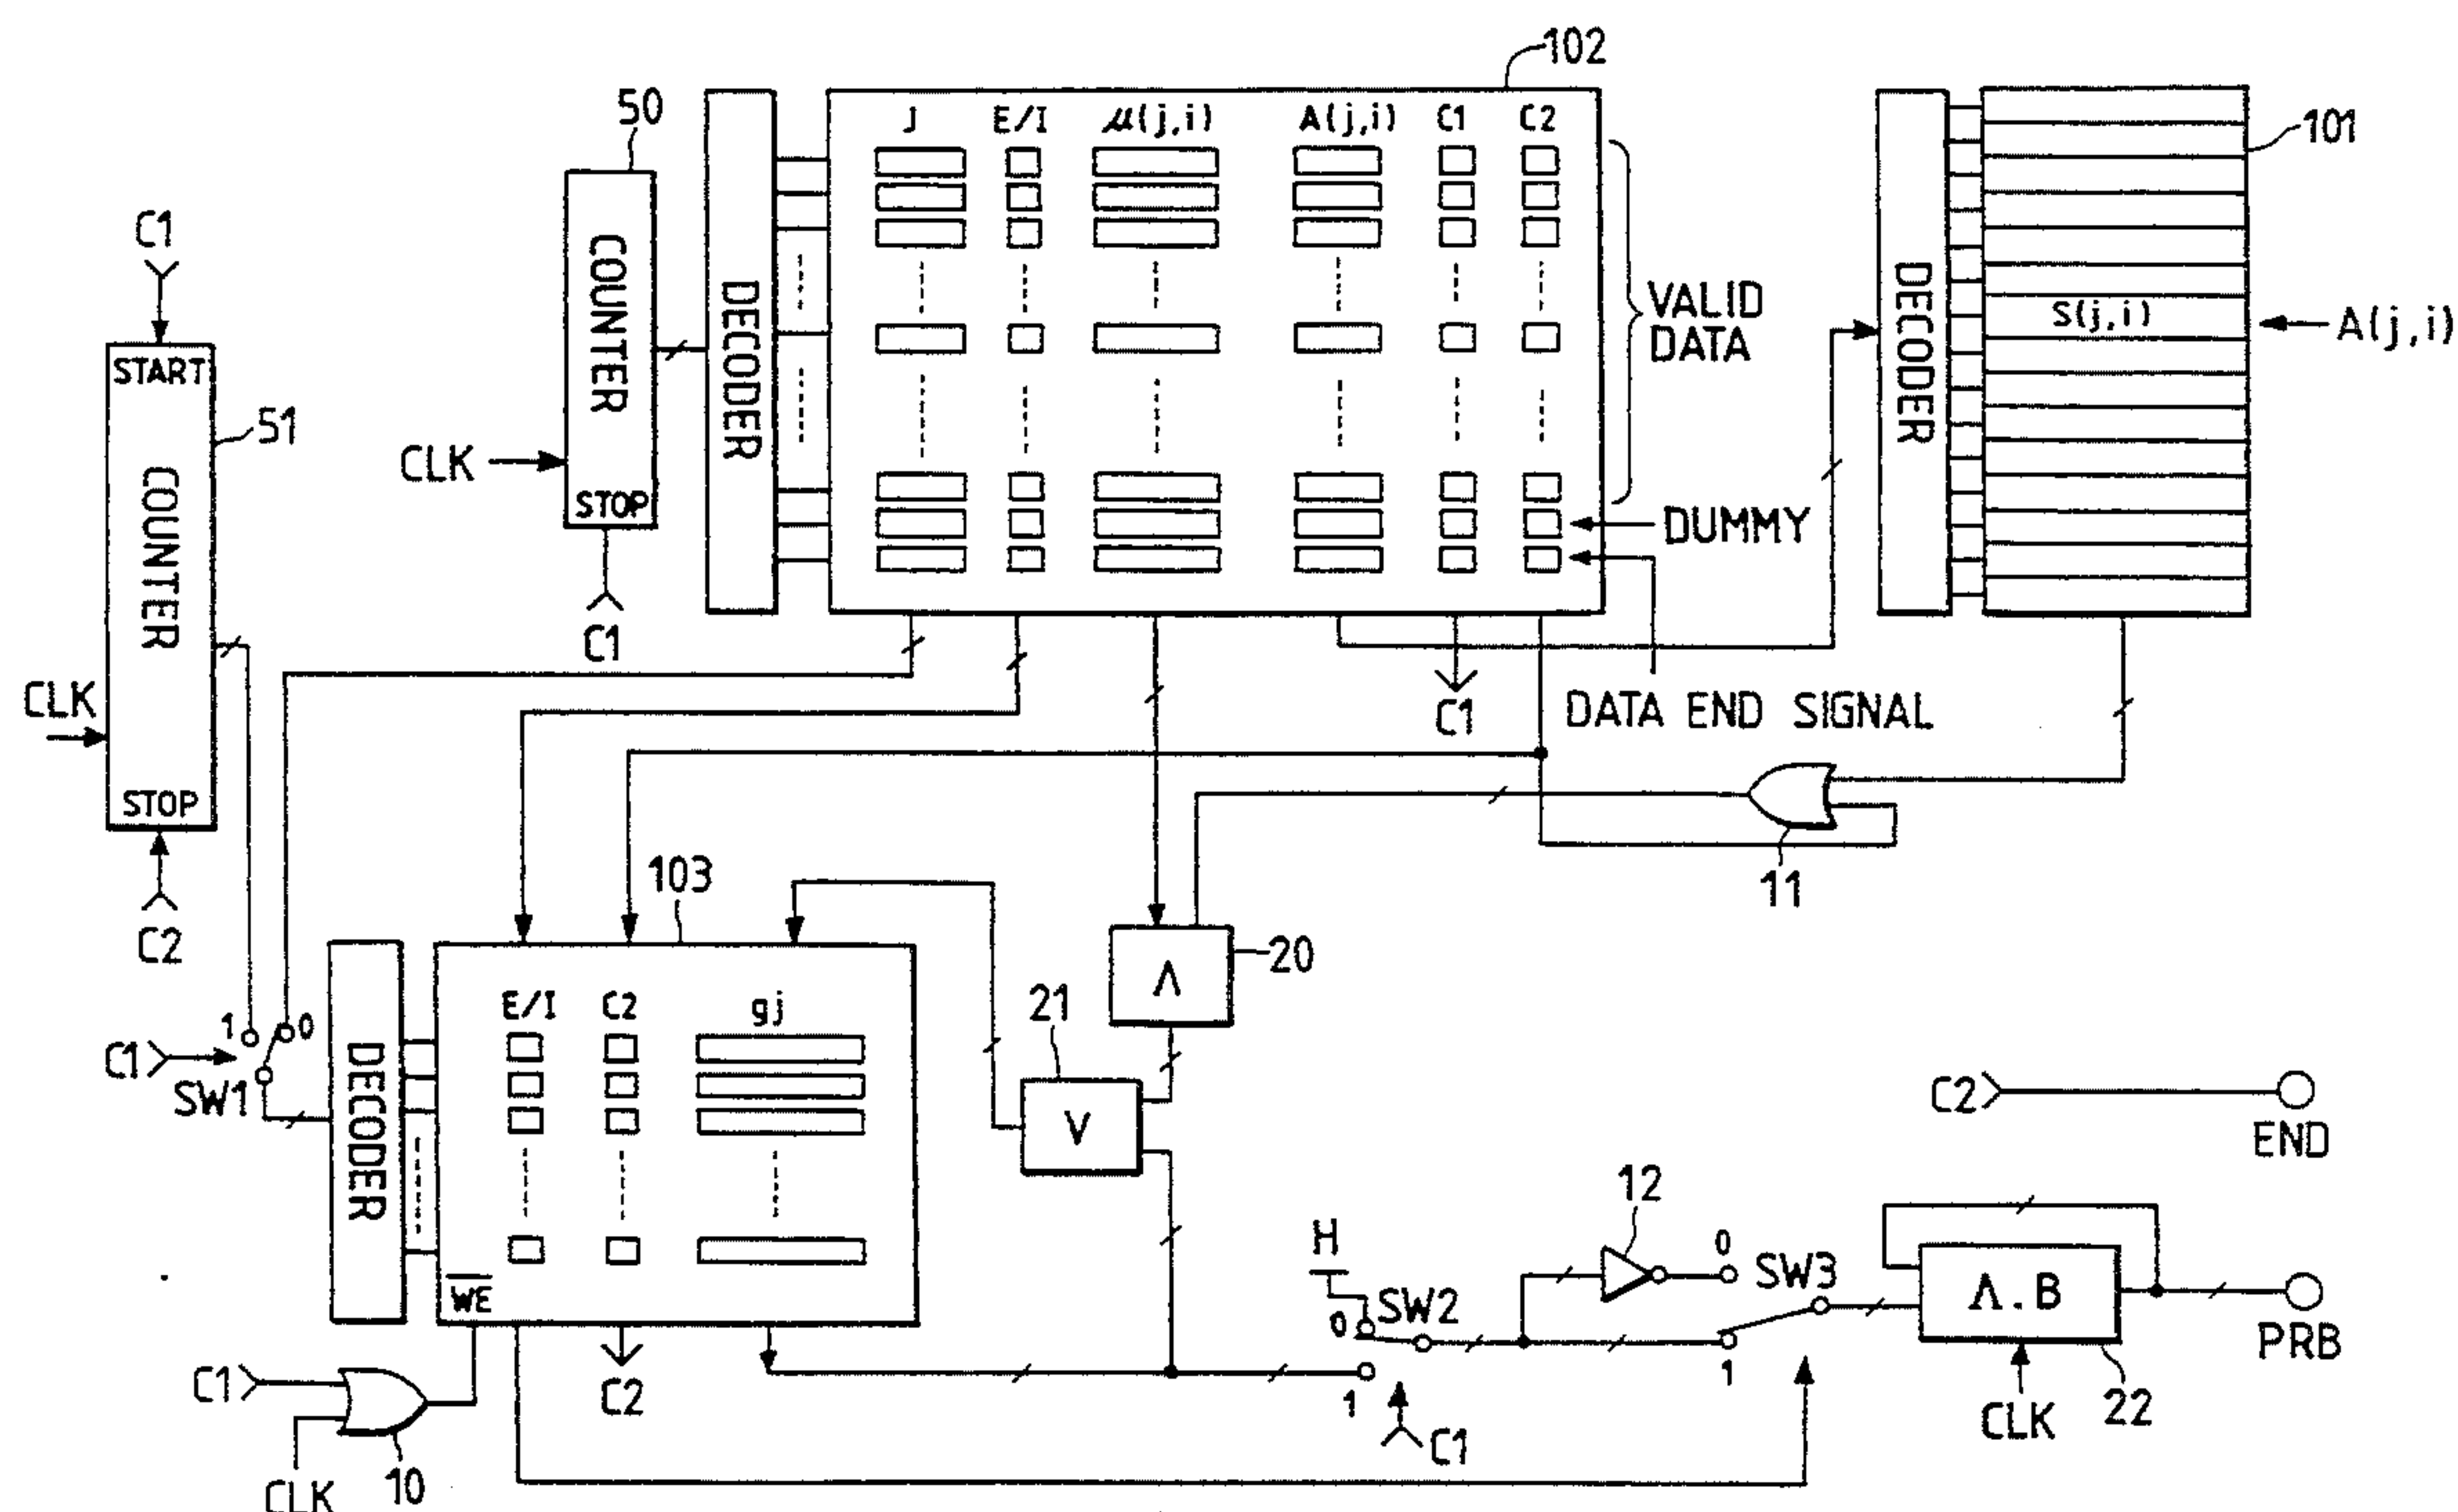 102
50
J E/I μ(j,i) A(j,i) C1 C2
101
C1
COUNTER
DECODER
VALID
DATA
DECODER
S(j,i)
A(j,i)
START
51
COUNTER
CLK
STOP
DUMMY
C1
C1
DATA END SIGNAL
CLK
STOP
C2
103
11
Λ
20
21
V
E/I C2 gj
1
0
C1
SW1
DECODER
C2
END
12
H
0
SW2
0
SW3
Λ.B
PRB
WE
C1
C2
1
C1
1
CLK
22
CLK
10